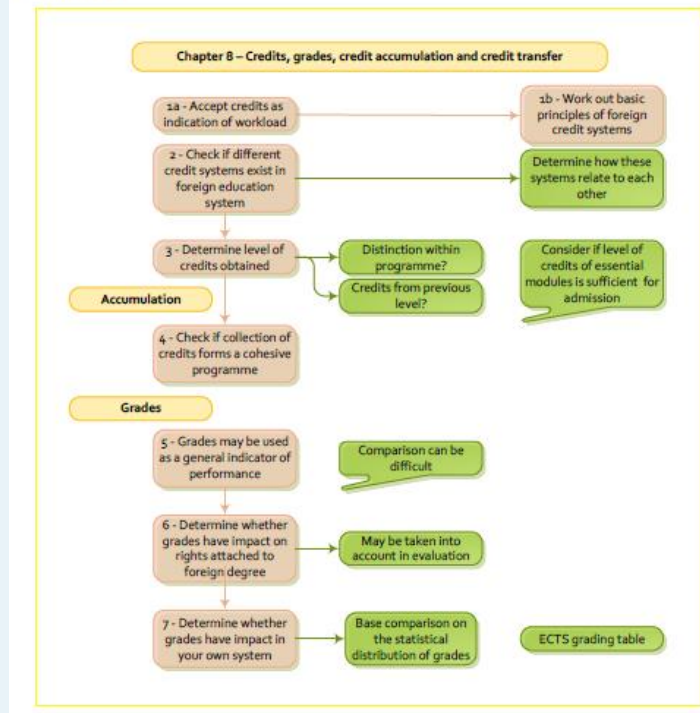 Chapter 8 – Credits, grades, credit accumulation and credit transfer
1a - Accept credits as
indication of workload
1b - Work out basic
principles of foreign
credit systems
2 - Check if different
credit systems exist in
foreign education
system
Determine how these
systems relate to each
other
3 - Determine level of
credits obtained
Distinction within
programme?
Credits from previous
level?
Consider if level of
credits of essential
modules is sufficient for
admission
Accumulation
4 - Check if collection of
credits forms a cohesive
programme
Grades
5 - Grades may be used
as a general indicator of
performance
Comparison can be
difficult
6 - Determine whether
grades have impact on
rights attached to
foreign degree
May be taken into
account in evaluation
7 - Determine whether
grades have impact in
your own system
Base comparison on
the statistical
distribution of grades
ECTS grading table